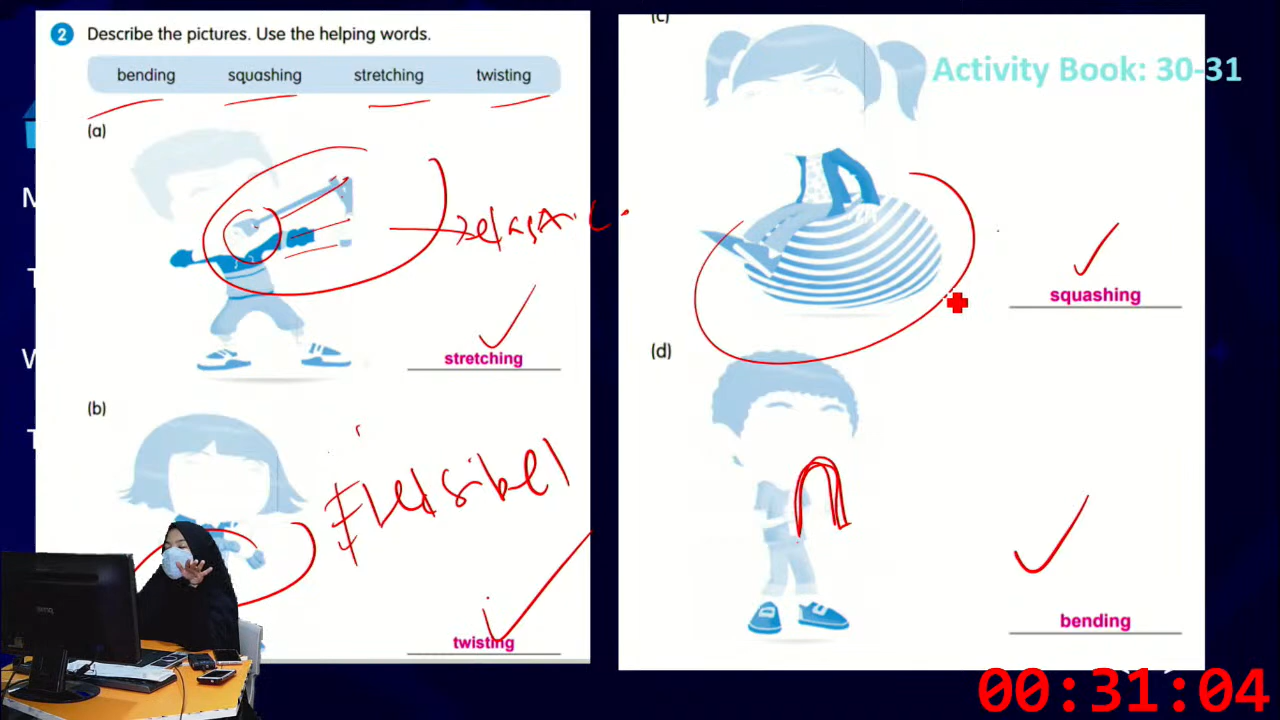 2 Describe the pictures. Use the helping words.
bending squashing stretching twisting
(a)
stretching
(b)
Fleksibel
twisting
(c)
Activity Book: 30-31
squashing
(d)
bending
00:31:04